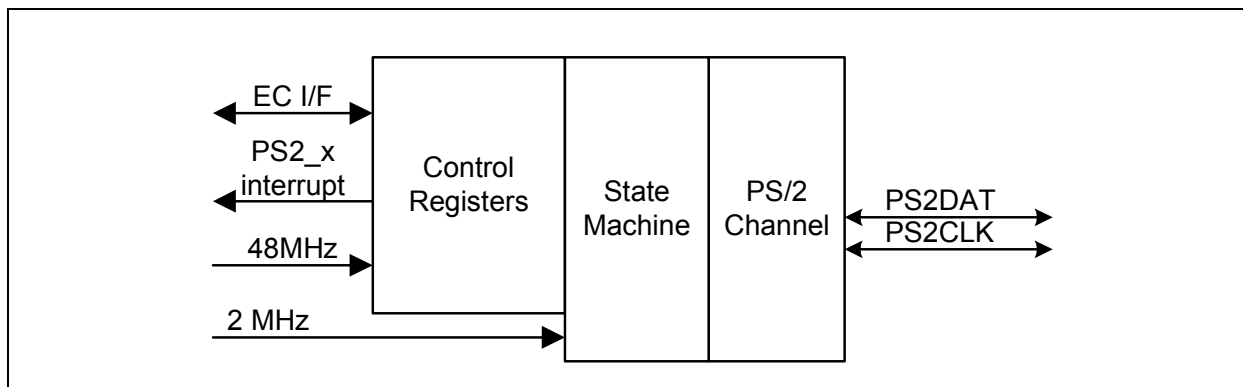 EC I/F
PS2_x
interrupt
48MHz
2 MHz
Control
Registers
State
Machine
PS/2
Channel
PS2DAT
PS2CLK